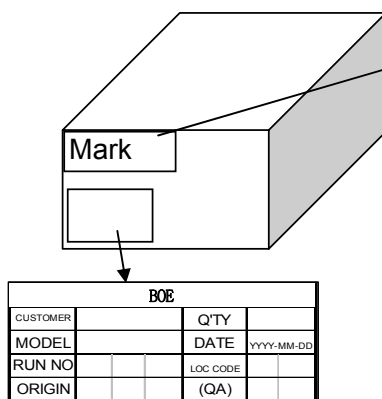 Mark
BOE
CUSTOMER Q'TY
MODEL DATE YYYY-MM-DD
RUN NO LOC CODE
ORIGIN (QA)